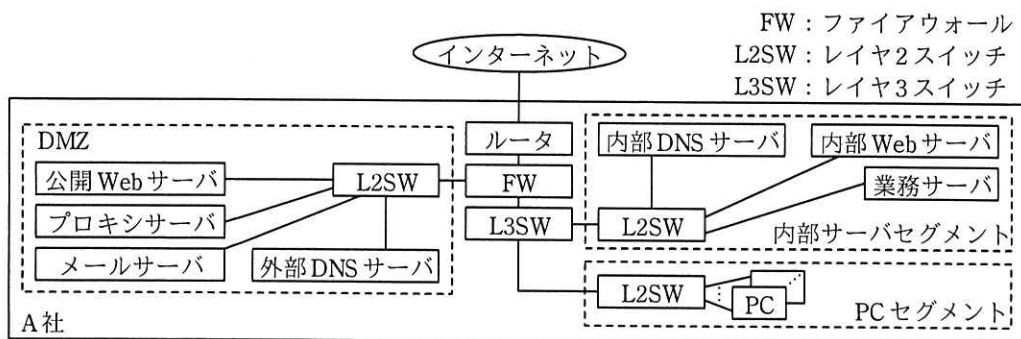 FW：ファイアウォール
L2SW：レイヤ2スイッチ
L3SW：レイヤ3スイッチ
インターネット
DMZ
ルータ
内部DNSサーバ
内部Webサーバ
公開Webサーバ
L2SW
FW
業務サーバ
プロキシサーバ
L3SW
L2SW
内部サーバセグメント
メールサーバ
外部DNSサーバ
L2SW
PC
PCセグメント
A社